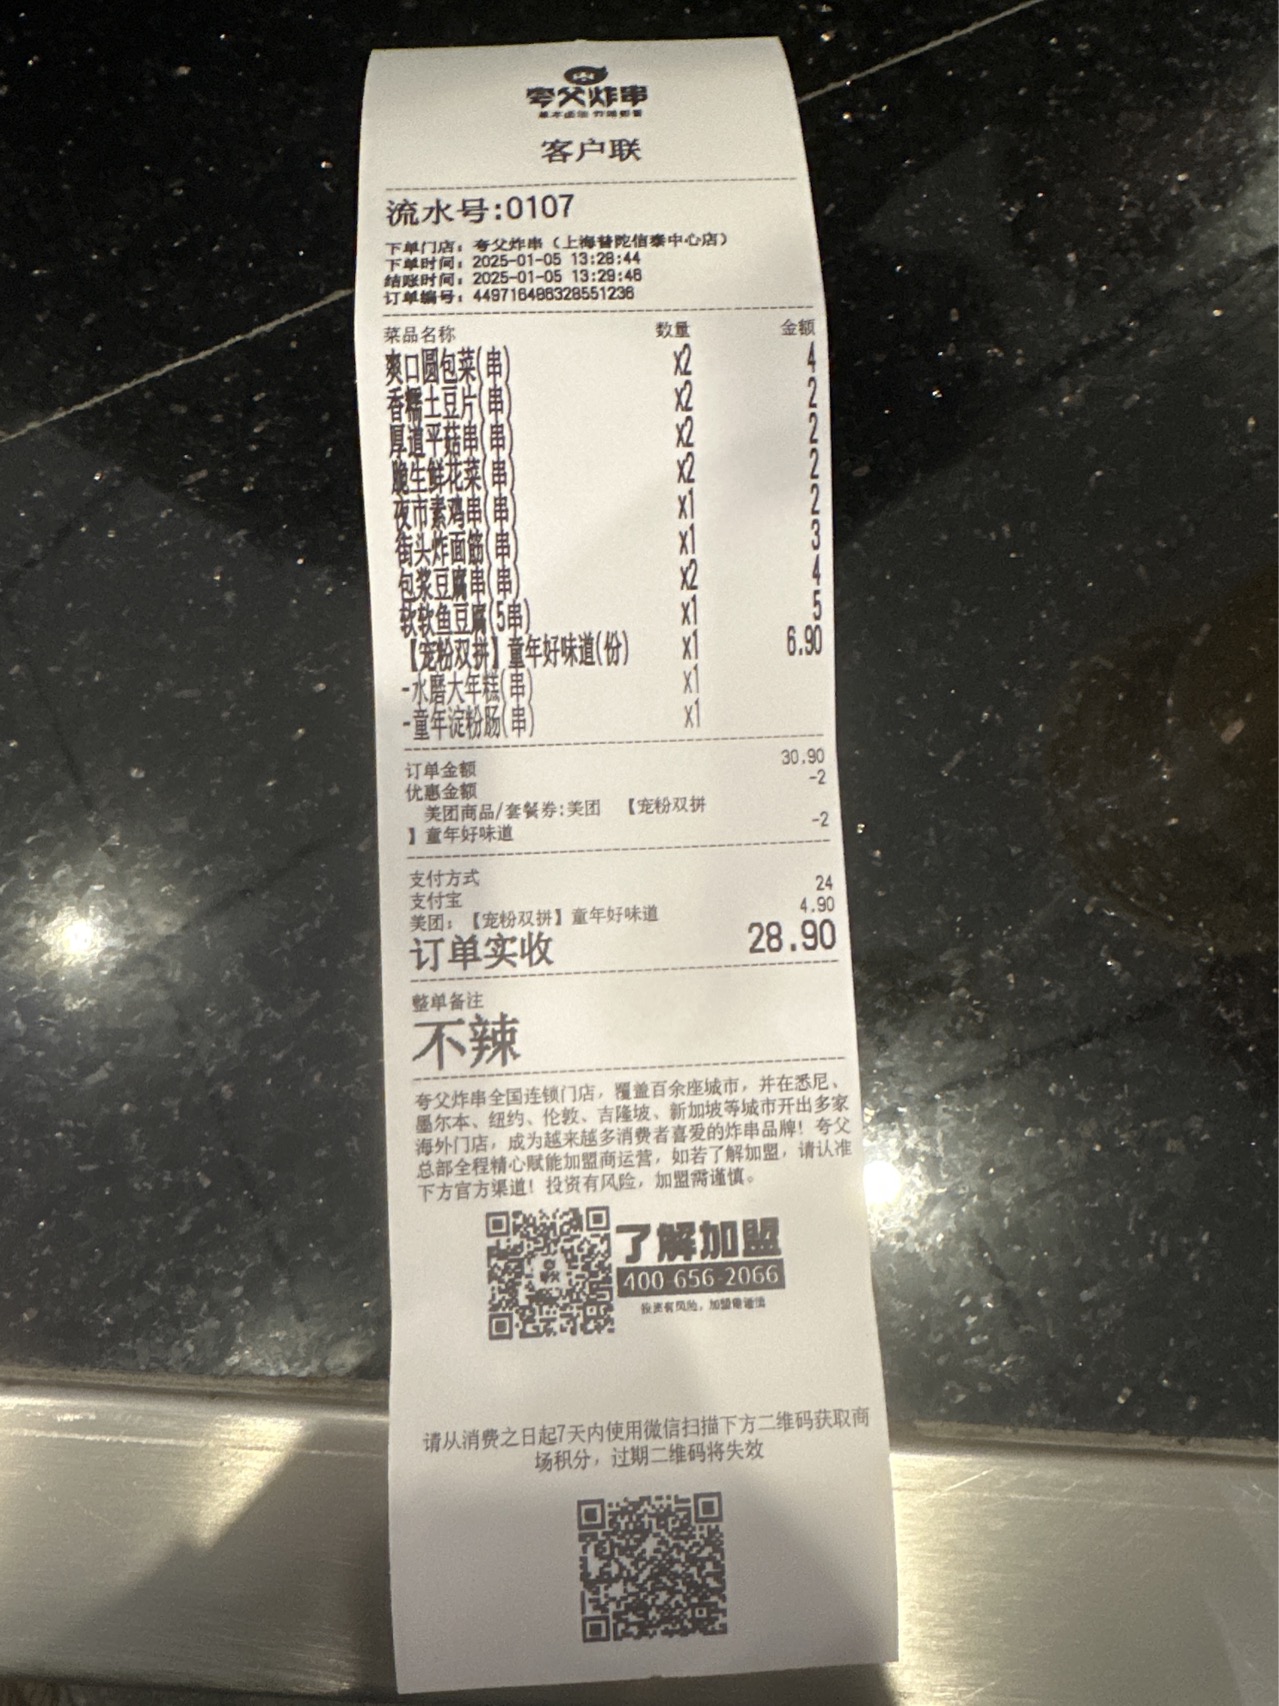 夸父炸串
客户联
流水号:0107
下单门店: 夸父炸串（上海普陀信泰中心店）
下单时间: 2025-01-05 13:28:44
结账时间: 2025-01-05 13:29:46
订单编号: 449716486328551236
菜品名称 数量 金额
爽口圆包菜(串) x2 4
香糯土豆片(串) x2 2
厚道平菇串(串) x2 2
脆生鲜花菜(串) x2 2
夜市素鸡串(串) x1 2
街头炸面筋(串) x1 3
包浆豆腐串(串) x2 4
软软鱼豆腐(5串) x1 5
【宠粉双拼】童年好味道(份) x1 6.90
-水磨大年糕(串) x1
-童年淀粉肠(串) x1
订单金额 30.90
优惠金额 -2
美团商品/套餐券:美团 【宠粉双拼
】童年好味道 -2
支付方式
支付宝 24
美团: 【宠粉双拼】童年好味道 4.90
订单实收 28.90
整单备注
不辣
夸父炸串全国连锁门店，覆盖百余座城市，并在悉尼、
墨尔本、纽约、伦敦、吉隆坡、新加坡等城市开出多家
海外门店，成为越来越多消费者喜爱的炸串品牌！夸父
总部全程精心赋能加盟商运营，如若了解加盟，请认准
下方官方渠道！投资有风险，加盟需谨慎。
了解加盟
400-656-2066
投资有风险，加盟需谨慎
请从消费之日起7天内使用微信扫描下方二维码获取商
场积分，过期二维码将失效